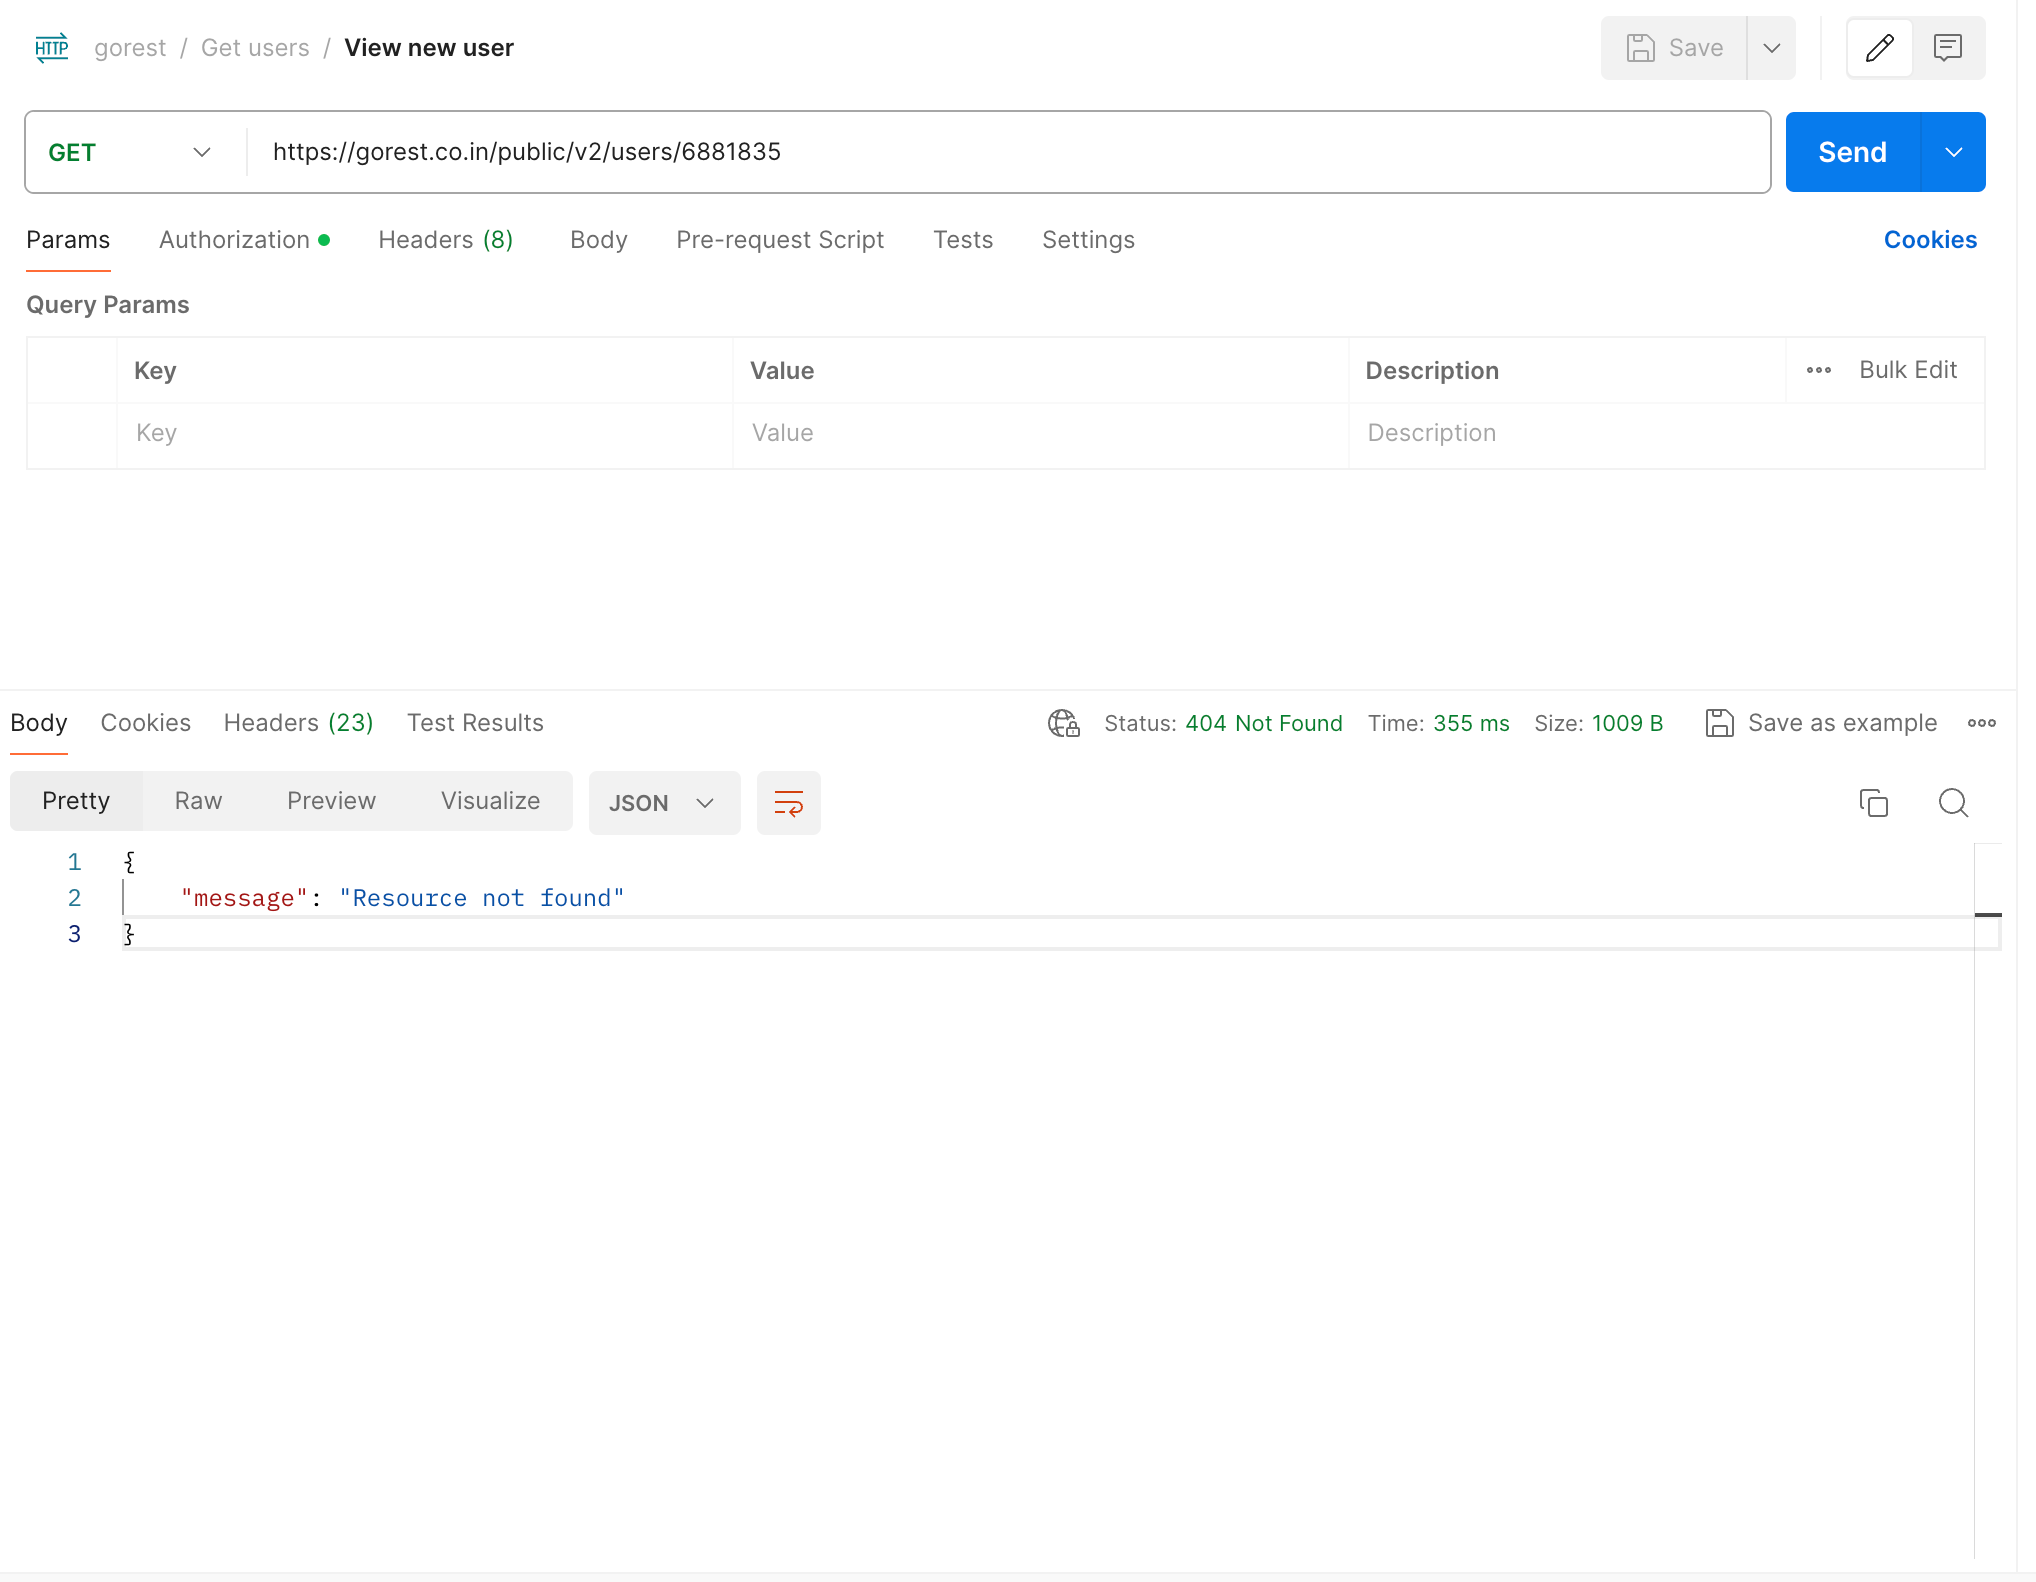 HTTP gorest / Get users / View new user Save
GET https://gorest.co.in/public/v2/users/6881835 Send
Params Authorization Headers (8) Body Pre-request Script Tests Settings Cookies
Query Params
Key Value Description Bulk Edit
Key Value Description
Body Cookies Headers (23) Test Results Status: 404 Not Found Time: 355 ms Size: 1009 B Save as example
Pretty Raw Preview Visualize JSON
1 {
2 "message": "Resource not found"
3 }